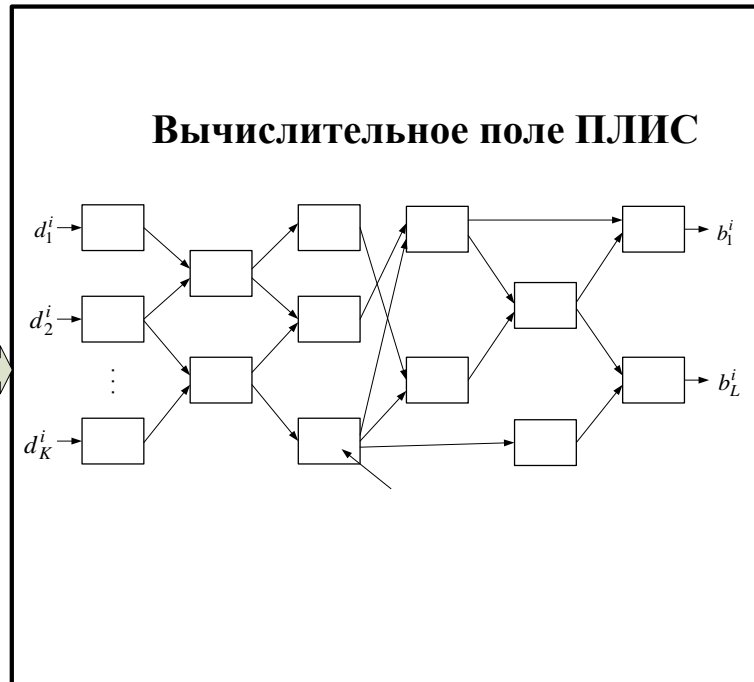 Вычислительное поле ПЛИС
d₁ⁱ
b₁ⁱ
d₂ⁱ
⋮
b_Lⁱ
d_Kⁱ